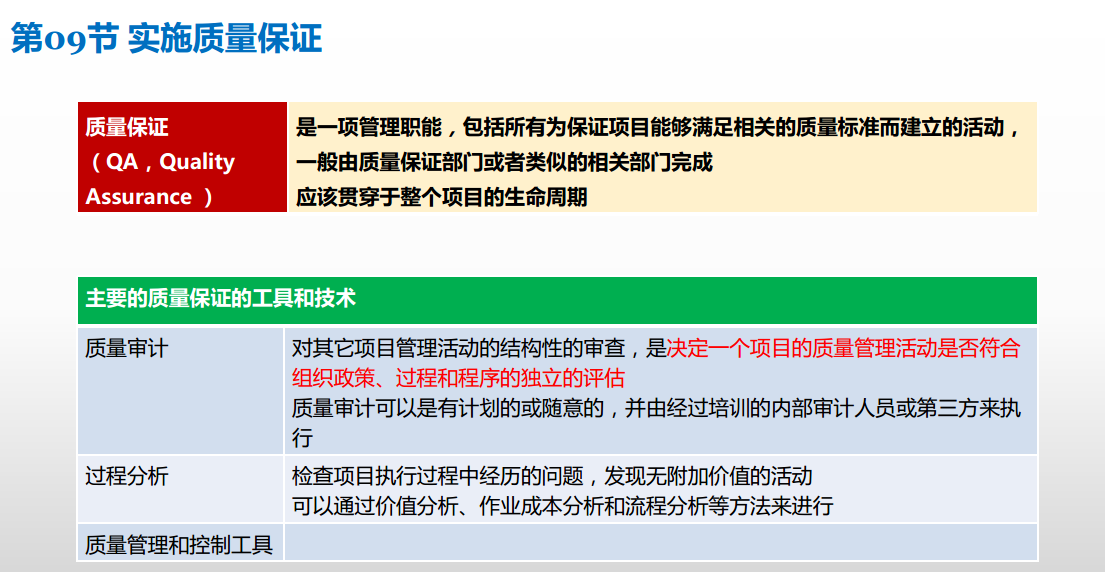 第09节 实施质量保证
质量保证
（QA，Quality
Assurance ）
是一项管理职能，包括所有为保证项目能够满足相关的质量标准而建立的活动，
一般由质量保证部门或者类似的相关部门完成
应该贯穿于整个项目的生命周期
主要的质量保证的工具和技术
质量审计
对其它项目管理活动的结构性的审查，是决定一个项目的质量管理活动是否符合
组织政策、过程和程序的独立的评估
质量审计可以是有计划的或随意的，并由经过培训的内部审计人员或第三方来执
行
过程分析
检查项目执行过程中经历的问题，发现无附加价值的活动
可以通过价值分析、作业成本分析和流程分析等方法来进行
质量管理和控制工具